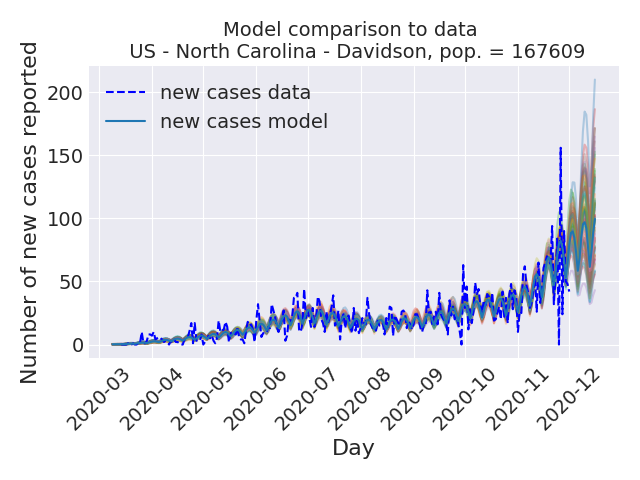 Model comparison to data
US - North Carolina - Davidson, pop. = 167609
Number of new cases reported
200
150
100
50
0
new cases data
new cases model
2020-03
2020-04
2020-05
2020-06
2020-07
2020-08
2020-09
2020-10
2020-11
2020-12
Day